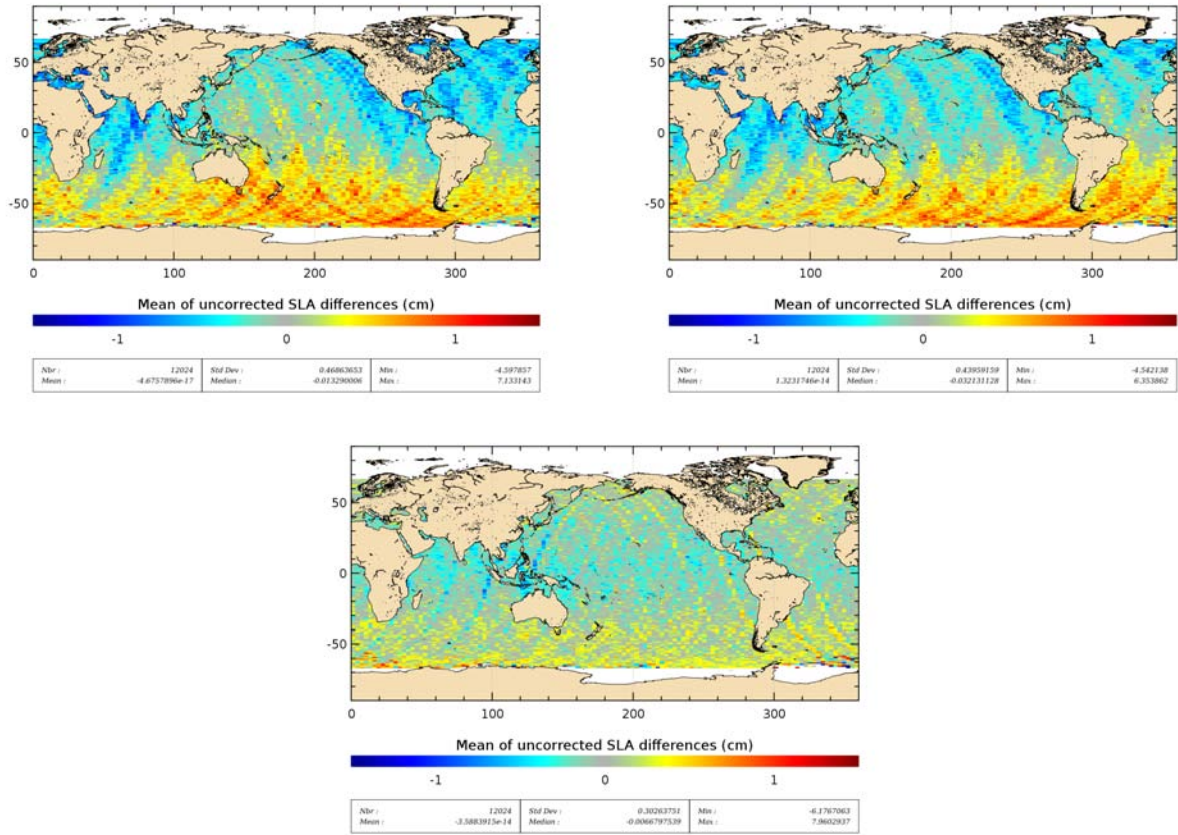 50
0
-50
0 100 200 300
Mean of uncorrected SLA differences (cm)
-1 0 1
Nbr : 12024 Std Dev : 0.46863653 Min : -4.597857
Mean : -4.6757896e-17 Median : -0.013290006 Max : 7.133143
50
0
-50
0 100 200 300
Mean of uncorrected SLA differences (cm)
-1 0 1
Nbr : 12024 Std Dev : 0.43959159 Min : -4.542138
Mean : 1.3231746e-14 Median : -0.032131128 Max : 6.353862
50
0
-50
0 100 200 300
Mean of uncorrected SLA differences (cm)
-1 0 1
Nbr : 12024 Std Dev : 0.30263751 Min : -6.1767063
Mean : -3.5883915e-14 Median : -0.0066797539 Max : 7.9602937